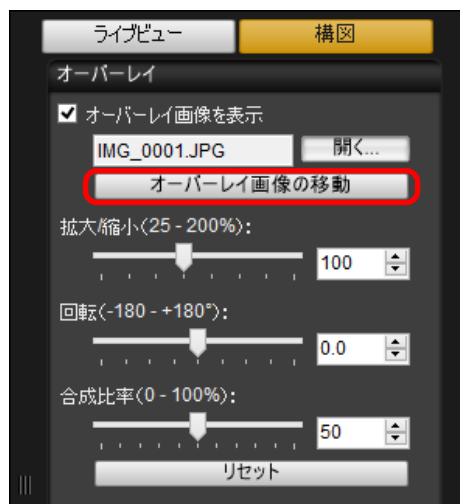 ライブビュー 構図
オーバーレイ
オーバーレイ画像を表示
IMG_0001.JPG 開く...
オーバーレイ画像の移動
拡大/縮小(25 - 200%):
100
回転(-180 - +180°):
0.0
合成比率(0 - 100%):
50
リセット